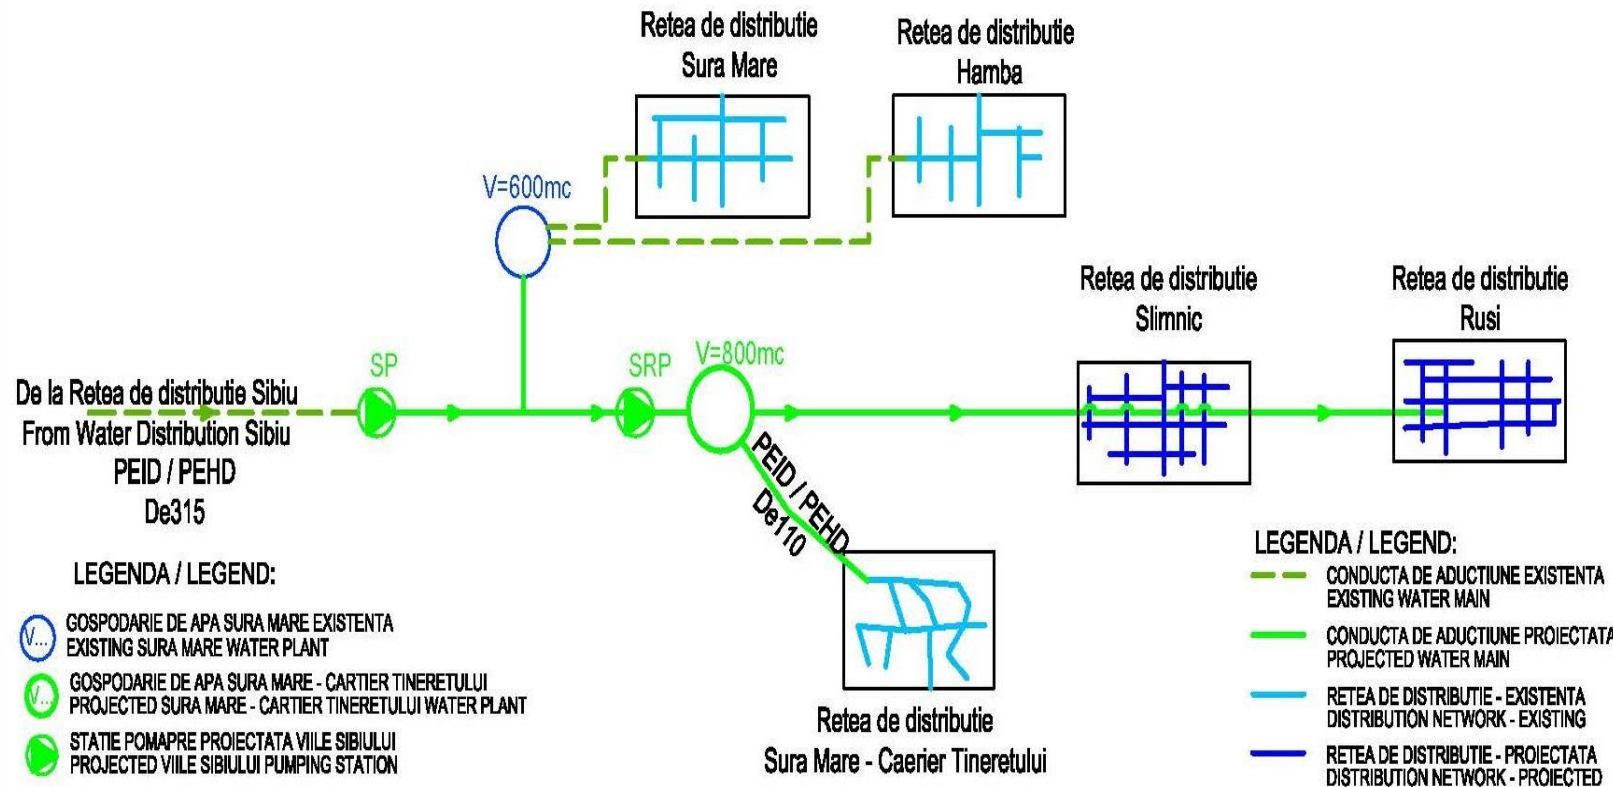 Retea de distributie
Sura Mare
Retea de distributie
Hamba
V=600mc
Retea de distributie
Slimnic
Retea de distributie
Rusi
SP
SRP
V=800mc
De la Retea de distributie Sibiu
From Water Distribution Sibiu
PEID / PEHD
De315
PEID / PEHD
De110
LEGENDA / LEGEND:
V...
GOSPODARIE DE APA SURA MARE EXISTENTA
EXISTING SURA MARE WATER PLANT
V...
GOSPODARIE DE APA SURA MARE - CARTIER TINERETULUI
PROJECTED SURA MARE - CARTIER TINERETULUI WATER PLANT
STATIE POMAPRE PROIECTATA VIILE SIBIULUI
PROJECTED VIILE SIBIULUI PUMPING STATION
Retea de distributie
Sura Mare - Caerier Tineretului
LEGENDA / LEGEND:
CONDUCTA DE ADUCTIUNE EXISTENTA
EXISTING WATER MAIN
CONDUCTA DE ADUCTIUNE PROIECTATA
PROJECTED WATER MAIN
RETEA DE DISTRIBUTIE - EXISTENTA
DISTRIBUTION NETWORK - EXISTING
RETEA DE DISTRIBUTIE - PROIECTATA
DISTRIBUTION NETWORK - PROIECTED